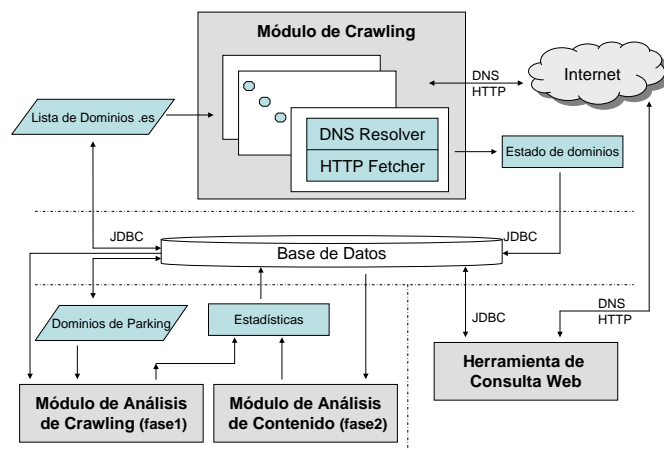 Módulo de Crawling
DNS
HTTP
Internet
Lista de Dominios .es
DNS Resolver
HTTP Fetcher
Estado de dominios
JDBC
JDBC
Base de Datos
Dominios de Parking
Estadísticas
JDBC
DNS
HTTP
Herramienta de
Consulta Web
Módulo de Análisis
de Crawling (fase1)
Módulo de Análisis
de Contenido (fase2)